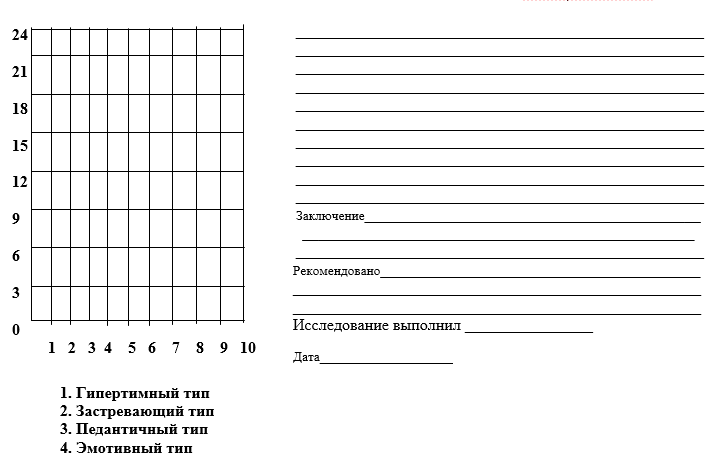 24
21
18
15
12
9
6
3
0
1 2 3 4 5 6 7 8 9 10
1. Гипертимный тип
2. Застревающий тип
3. Педантичный тип
4. Эмотивный тип
Заключение
Рекомендовано
Исследование выполнил
Дата